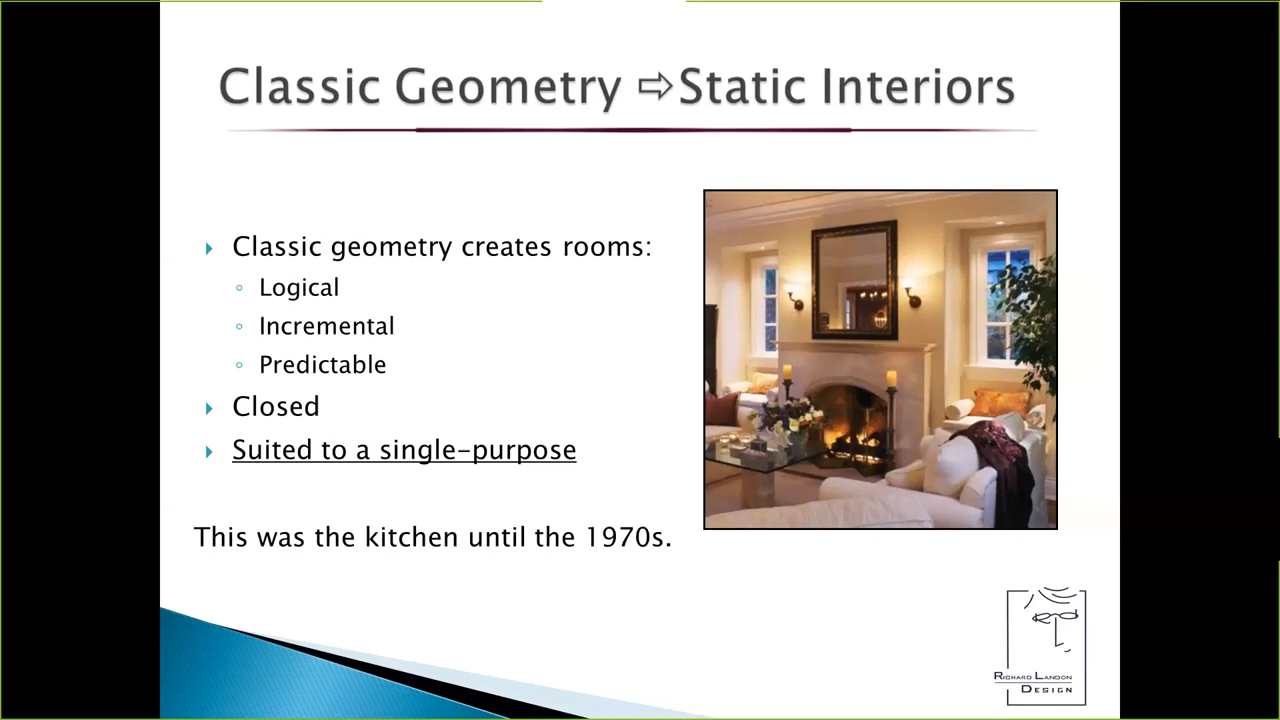 Classic Geometry ⇨Static Interiors
Classic geometry creates rooms:
Logical
Incremental
Predictable
Closed
Suited to a single-purpose
This was the kitchen until the 1970s.
RICHARD LANDON
DESIGN